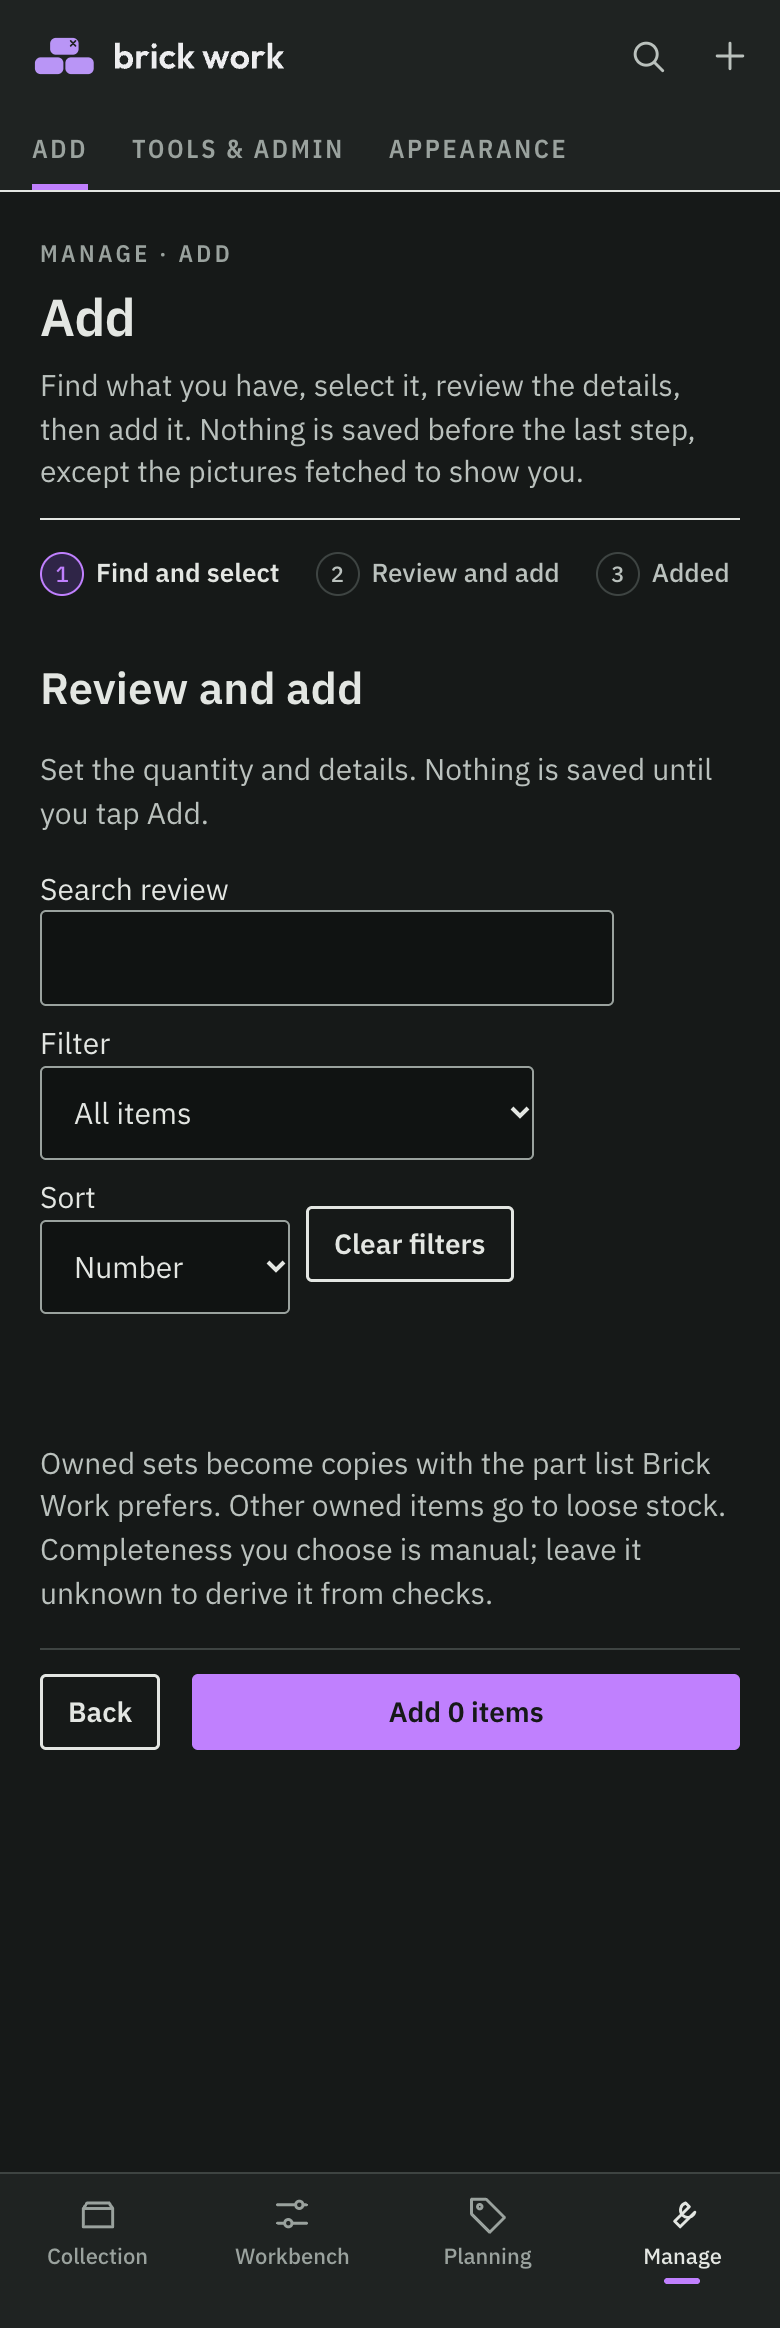 brick work
ADD TOOLS & ADMIN APPEARANCE
MANAGE · ADD
Add
Find what you have, select it, review the details,
then add it. Nothing is saved before the last step,
except the pictures fetched to show you.
1 Find and select 2 Review and add 3 Added
Review and add
Set the quantity and details. Nothing is saved until
you tap Add.
Search review
Filter
All items
Sort
Number
Clear filters
Owned sets become copies with the part list Brick
Work prefers. Other owned items go to loose stock.
Completeness you choose is manual; leave it
unknown to derive it from checks.
Back Add 0 items
Collection Workbench Planning Manage